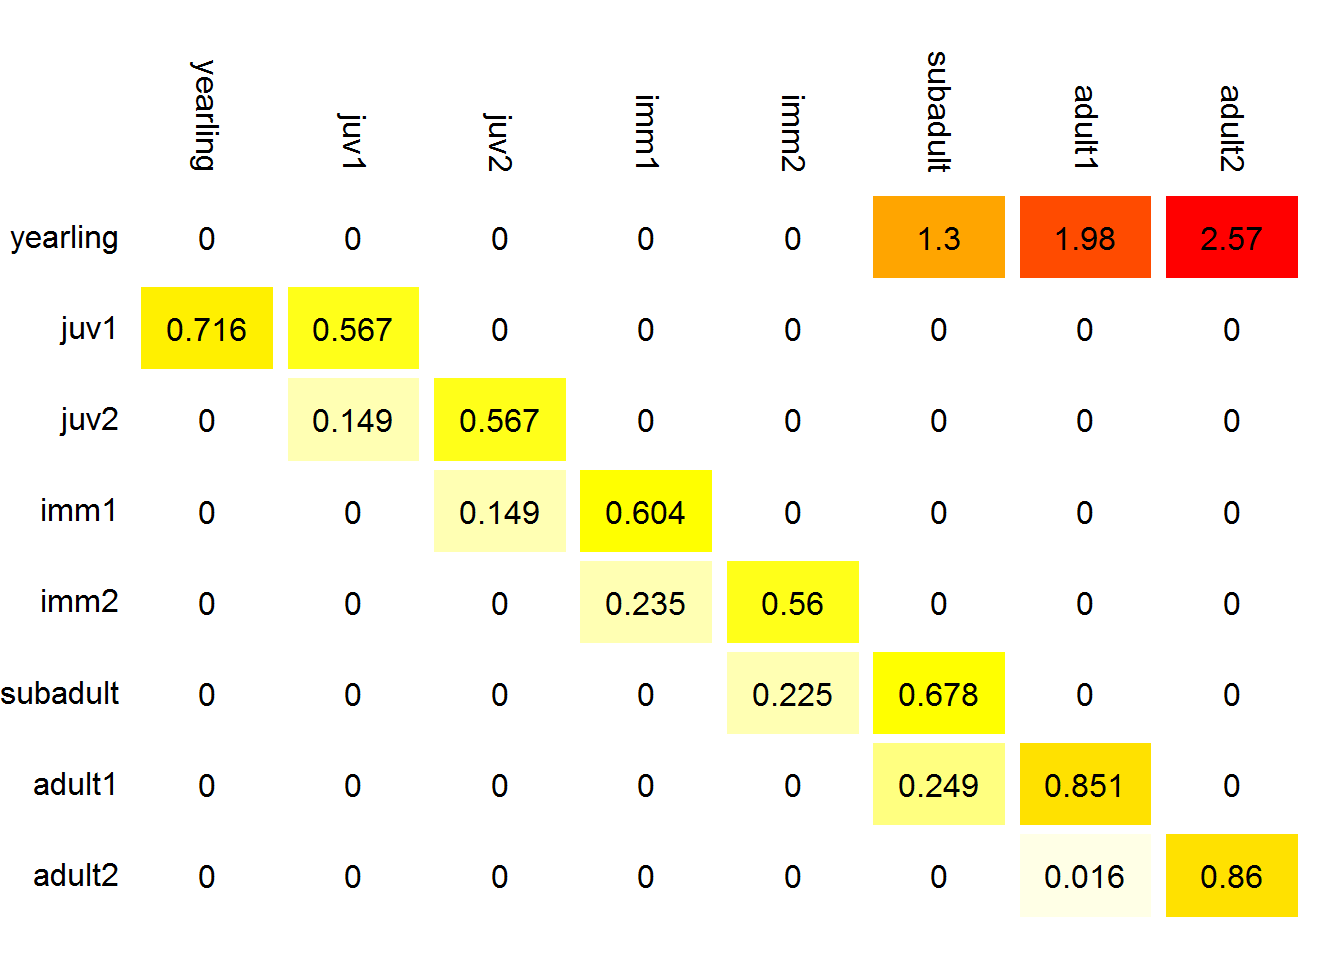 yearling juv1 juv2 imm1 imm2 subadult adult1 adult2
yearling 0 0 0 0 0 1.3 1.98 2.57
juv1 0.716 0.567 0 0 0 0 0 0
juv2 0 0.149 0.567 0 0 0 0 0
imm1 0 0 0.149 0.604 0 0 0 0
imm2 0 0 0 0.235 0.56 0 0 0
subadult 0 0 0 0 0.225 0.678 0 0
adult1 0 0 0 0 0 0.249 0.851 0
adult2 0 0 0 0 0 0 0.016 0.86